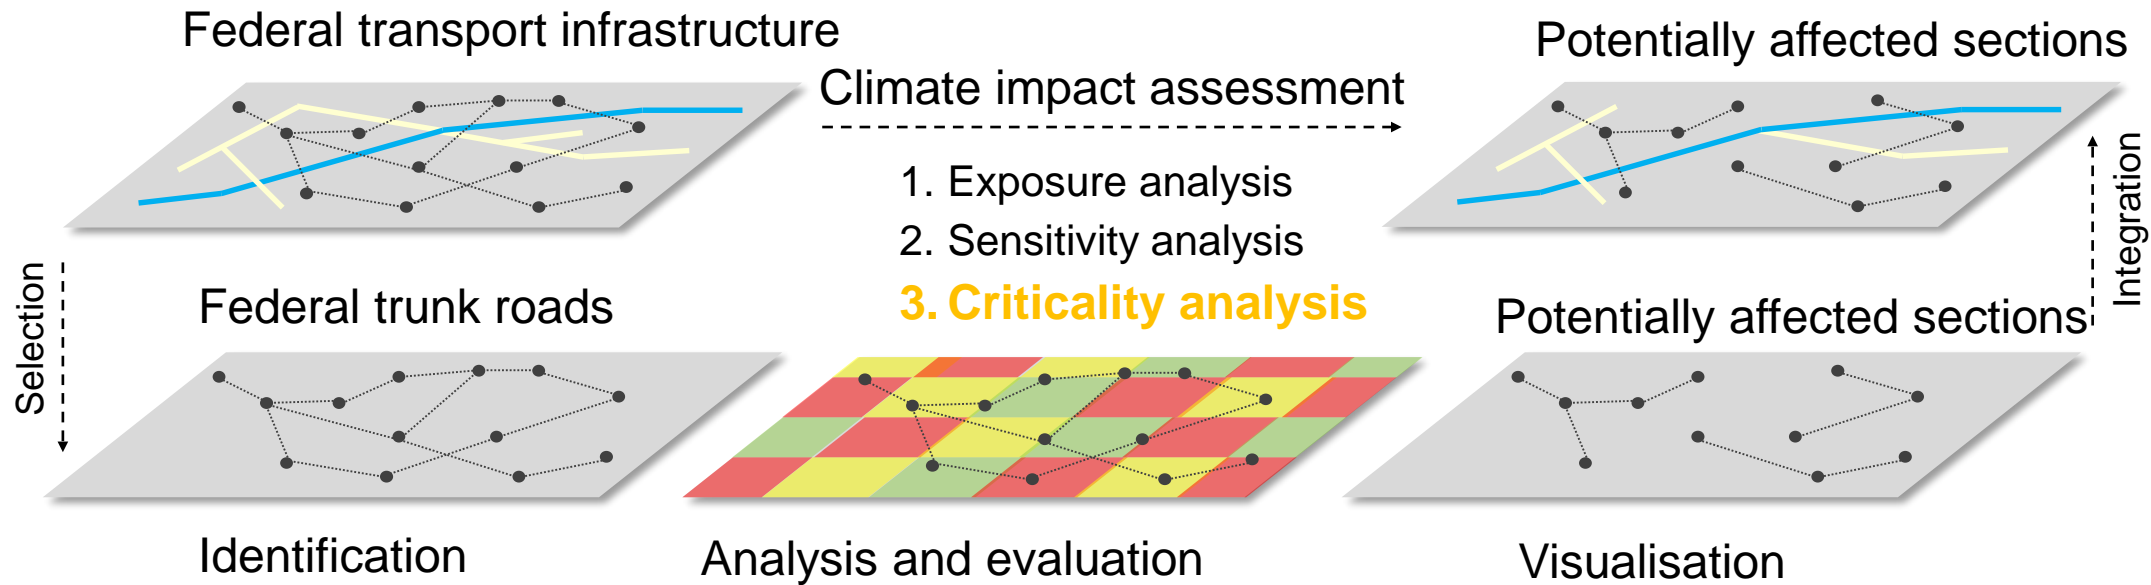 Federal transport infrastructure
Climate impact assessment
Potentially affected sections
1. Exposure analysis
2. Sensitivity analysis
3. Criticality analysis
Selection
Integration
Federal trunk roads
Potentially affected sections
Identification
Analysis and evaluation
Visualisation